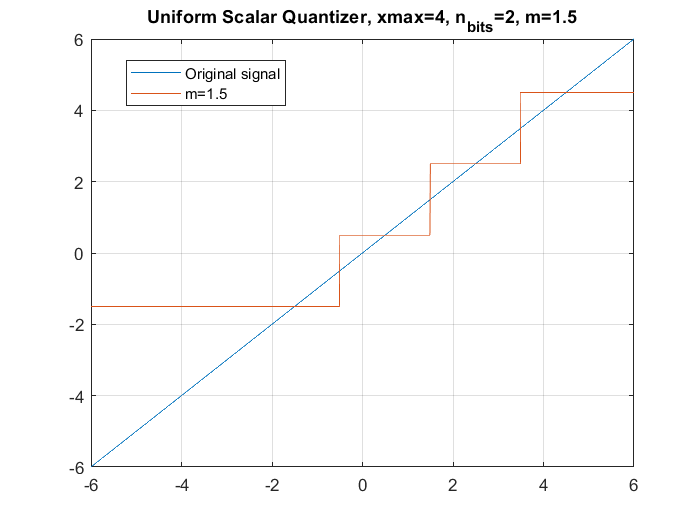 Uniform Scalar Quantizer, xmax=4, n_bits=2, m=1.5
Original signal
m=1.5
6
4
2
0
-2
-4
-6
-6 -4 -2 0 2 4 6